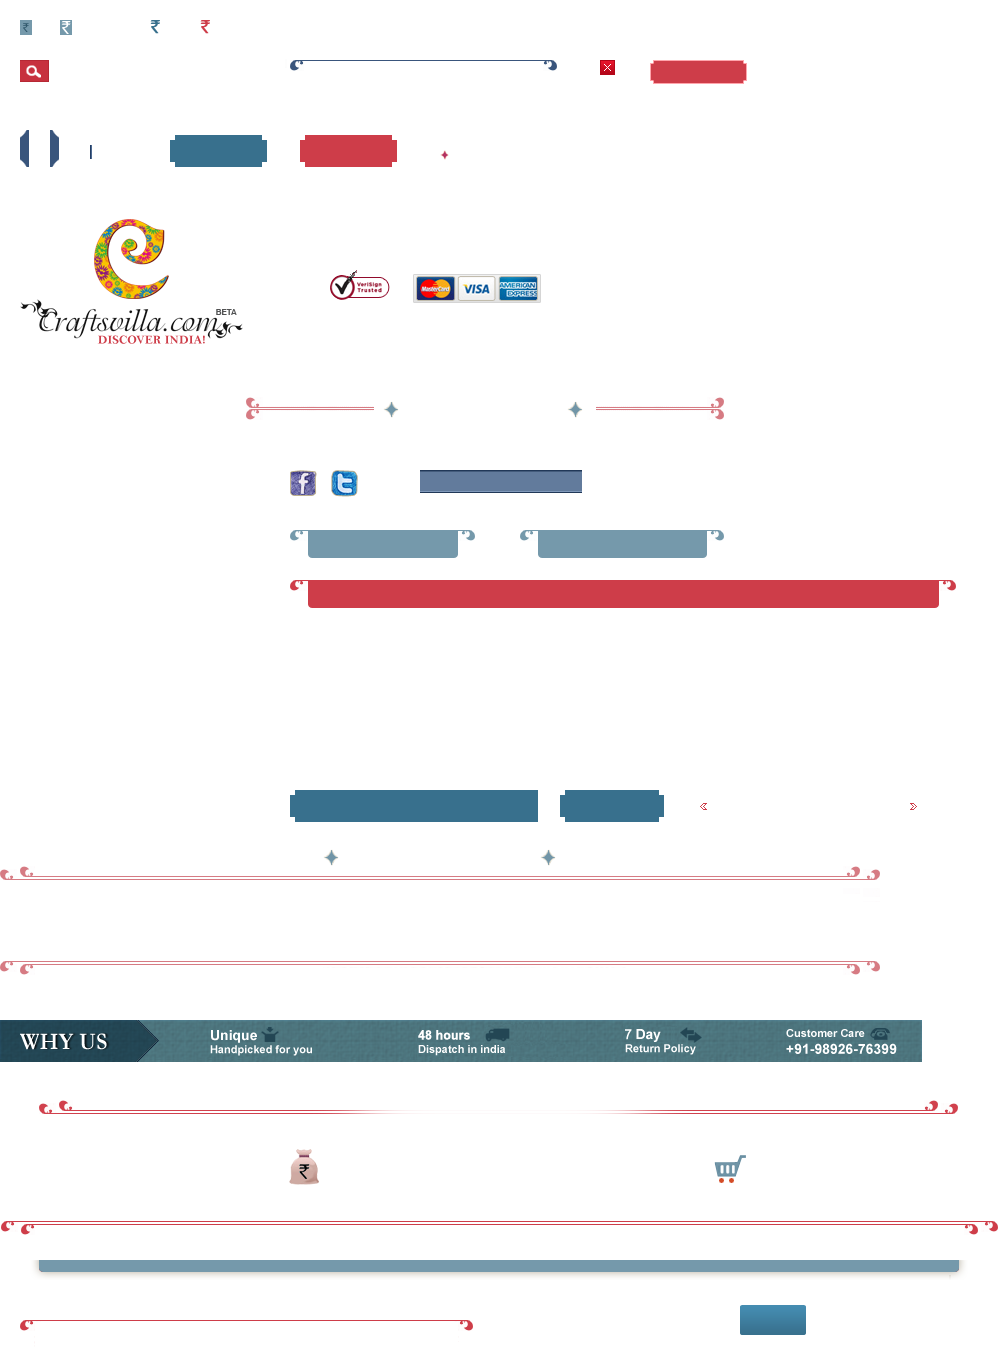 ₹ ₹ ₹ ₹
VeriSign
Trusted
MasterCard VISA AMERICAN EXPRESS
Craftsvilla.com BETA
DISCOVER INDIA!
f t
WHY US
Unique
Handpicked for you
48 hours
Dispatch in india
7 Day
Return Policy
Customer Care
+91-98926-76399
₹